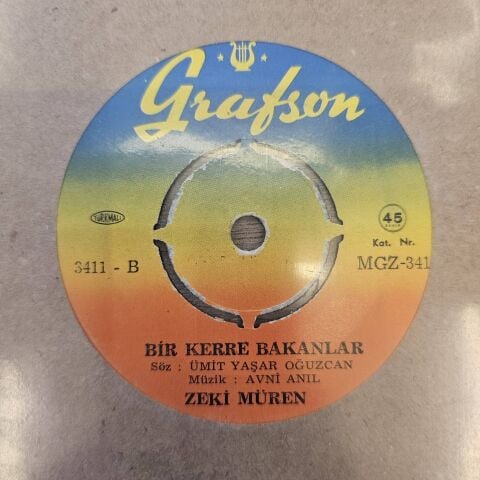 Grafson
TÜRKMALI
45
Kat. Nr.
3411 - B
MGZ-341
BİR KERRE BAKANLAR
Söz : ÜMİT YAŞAR OĞUZCAN
Müzik : AVNİ ANIL
ZEKİ MÜREN